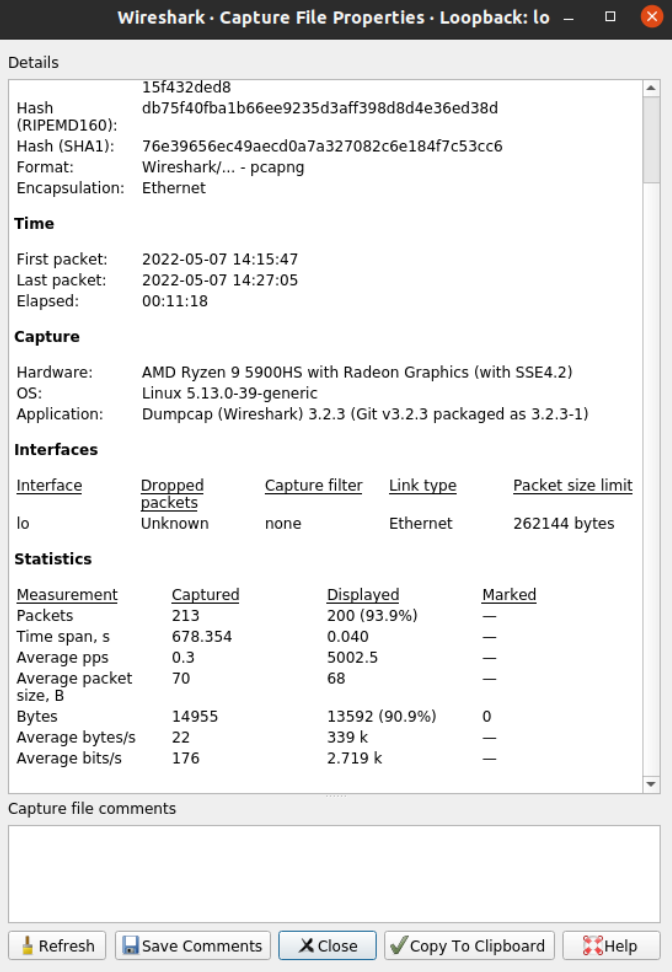 Wireshark · Capture File Properties · Loopback: lo
Details
15f432ded8
Hash (RIPEMD160): db75f40fba1b66ee9235d3aff398d8d4e36ed38d
Hash (SHA1): 76e39656ec49aecd0a7a327082c6e184f7c53cc6
Format: Wireshark/... - pcapng
Encapsulation: Ethernet
Time
First packet: 2022-05-07 14:15:47
Last packet: 2022-05-07 14:27:05
Elapsed: 00:11:18
Capture
Hardware: AMD Ryzen 9 5900HS with Radeon Graphics (with SSE4.2)
OS: Linux 5.13.0-39-generic
Application: Dumpcap (Wireshark) 3.2.3 (Git v3.2.3 packaged as 3.2.3-1)
Interfaces
Interface Dropped packets Capture filter Link type Packet size limit
lo Unknown none Ethernet 262144 bytes
Statistics
Measurement Captured Displayed Marked
Packets 213 200 (93.9%) —
Time span, s 678.354 0.040 —
Average pps 0.3 5002.5 —
Average packet size, B 70 68 —
Bytes 14955 13592 (90.9%) 0
Average bytes/s 22 339 k —
Average bits/s 176 2.719 k —
Capture file comments
Refresh Save Comments Close Copy To Clipboard Help